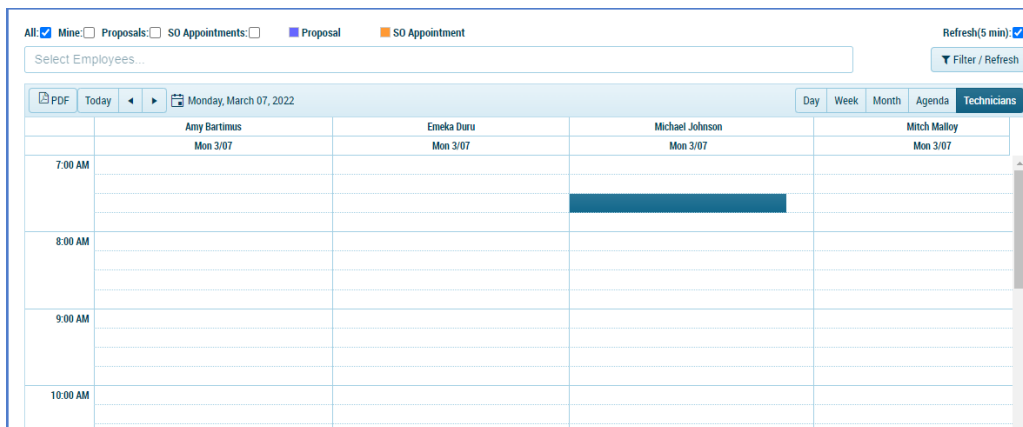 All: Mine: Proposals: SO Appointments: Proposal SO Appointment Refresh(5 min):
Select Employees...
Filter / Refresh
PDF Today Monday, March 07, 2022 Day Week Month Agenda Technicians
Amy Bartimus Emeka Duru Michael Johnson Mitch Malloy
Mon 3/07 Mon 3/07 Mon 3/07 Mon 3/07
7:00 AM
8:00 AM
9:00 AM
10:00 AM